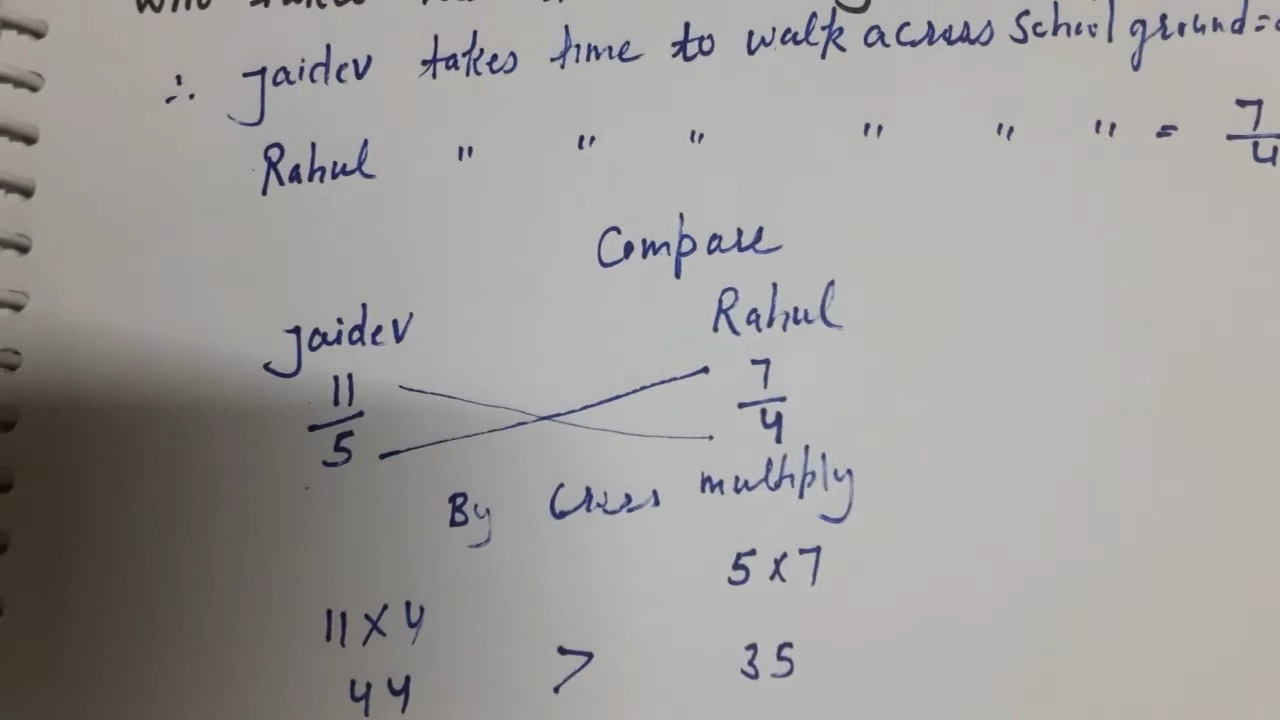 ∴ Jaidev takes time to walk across School ground =
Rahul " " " " " " = 7/4
Compare
Jaidev Rahul
11/5 7/4
By Cross multiply
5 x 7
11 x 4
44 > 35